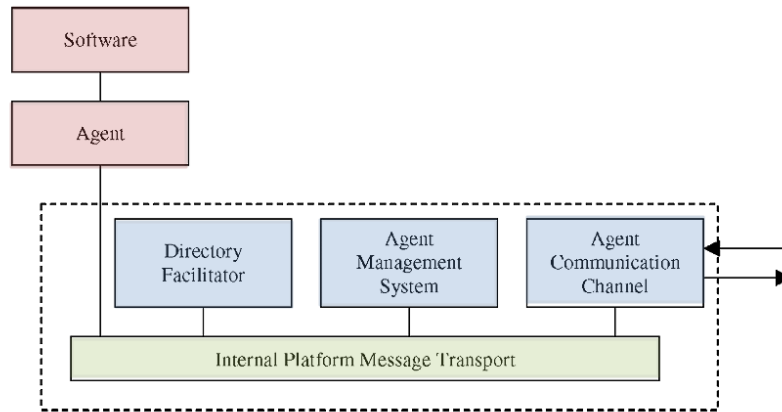 Software
Agent
Directory
Facilitator
Agent
Management
System
Agent
Communication
Channel
Internal Platform Message Transport